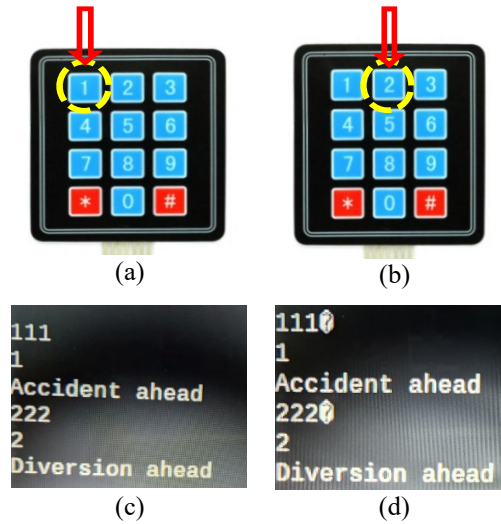 1 2 3
4 5 6
7 8 9
* 0 #
(a)
1 2 3
4 5 6
7 8 9
* 0 #
(b)
111
1
Accident ahead
222
2
Diversion ahead
(c)
111�
1
Accident ahead
222�
2
Diversion ahead
(d)